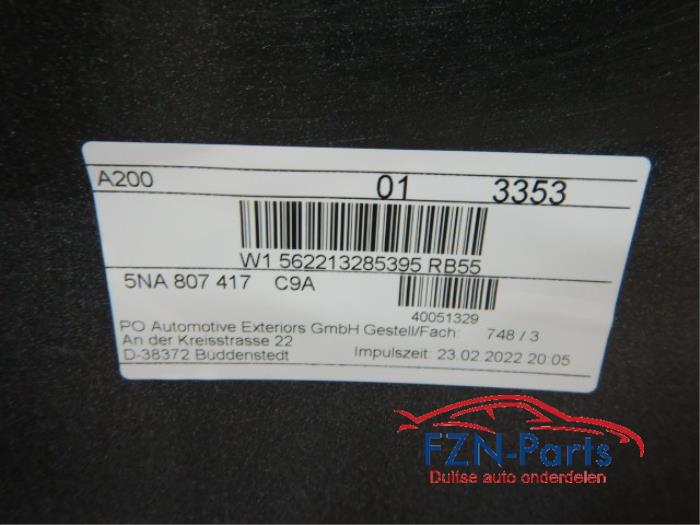 A200 01 3353
W1 562213285395 RB55
5NA 807 417 C9A
40051329
PO Automotive Exteriors GmbH Gestell/Fach: 748 / 3
An der Kreisstrasse 22
D-38372 Büddenstedt Impulszeit: 23.02.2022 20:05
FZN-Parts
Duitse auto onderdelen